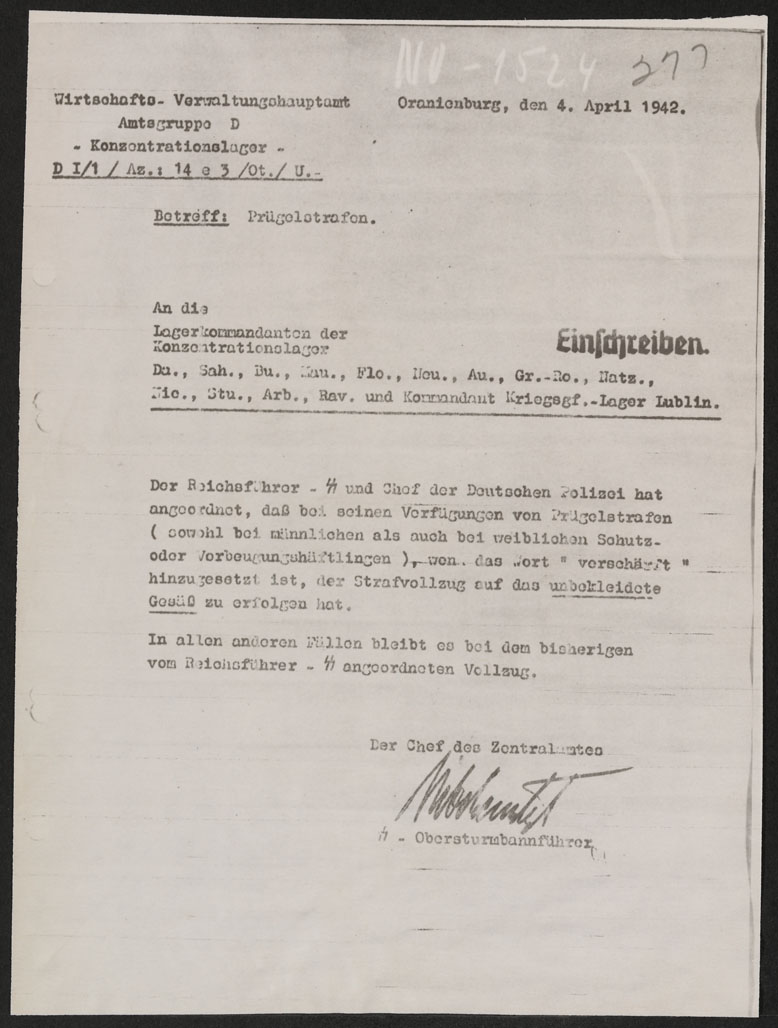 NO-1524 277
Wirtschafts- Verwaltungshauptamt
Oranienburg, den 4. April 1942.
Amtsgruppe D
- Konzentrationslager -
D I/1 / Az.: 14 e 3 /Ot./ U.-
Betreff: Prügelstrafen.
An die
Lagerkommandanten der
Konzentrationslager
Einschreiben.
Da., Sah., Bu., Mau., Flo., Neu., Au., Gr.-Ro., Natz.,
Nie., Stu., Arb., Rav. und Kommandant Kriegsgf.-Lager Lublin.
Der Reichsführer - SS und Chef der Deutschen Polizei hat
angeordnet, daß bei seinen Verfügungen von Prügelstrafen
( sowohl bei männlichen als auch bei weiblichen Schutz-
oder Vorbeugungshäftlingen ), wenn das Wort " verschärft "
hinzugesetzt ist, der Strafvollzug auf das unbekleidete
Gesäß zu erfolgen hat.
In allen anderen Fällen bleibt es bei dem bisherigen
vom Reichsführer - SS angeordneten Vollzug.
Der Chef des Zentralamtes
SS - Obersturmbannführer